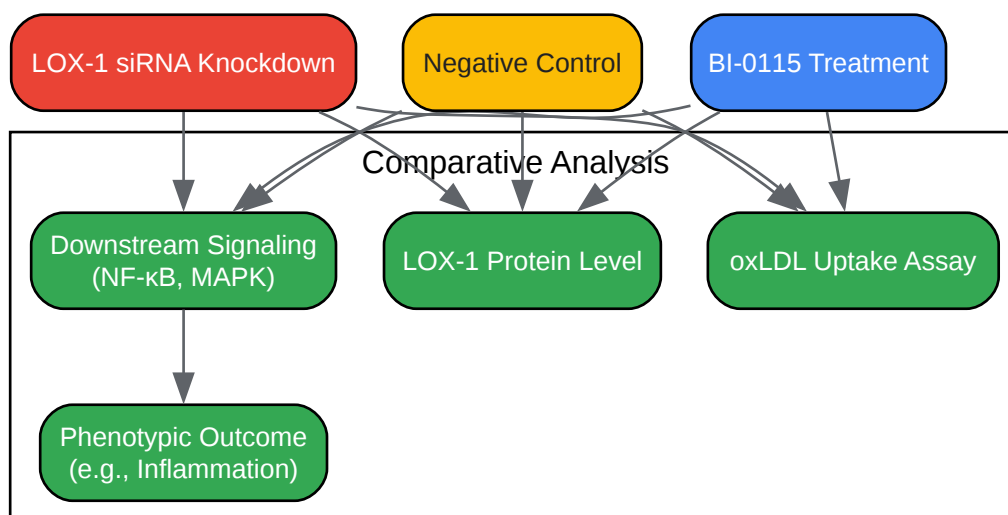 LOX-1 siRNA Knockdown
Negative Control
BI-0115 Treatment
Comparative Analysis
Downstream Signaling
(NF-κB, MAPK)
LOX-1 Protein Level
oxLDL Uptake Assay
Phenotypic Outcome
(e.g., Inflammation)